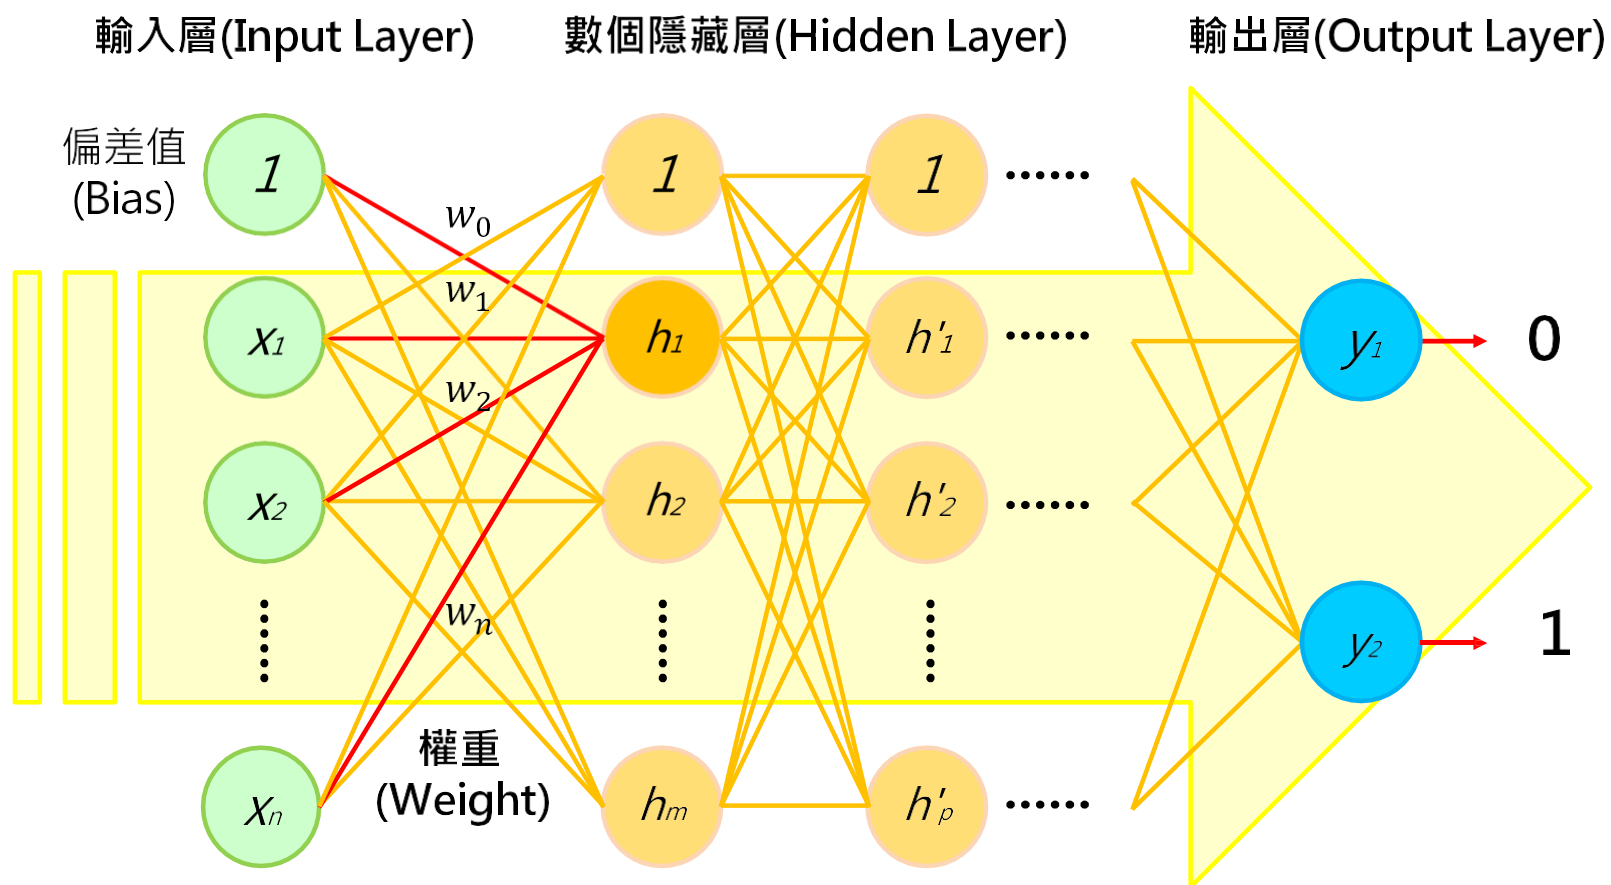 輸入層(Input Layer)
數個隱藏層(Hidden Layer)
輸出層(Output Layer)
偏差值
(Bias)
1
1
1
......
w₀
x₁
w₁
h₁
h'₁
......
y₁
0
w₂
x₂
h₂
h'₂
......
wₙ
y₂
1
權重
(Weight)
xₙ
hₘ
h'ₚ
......